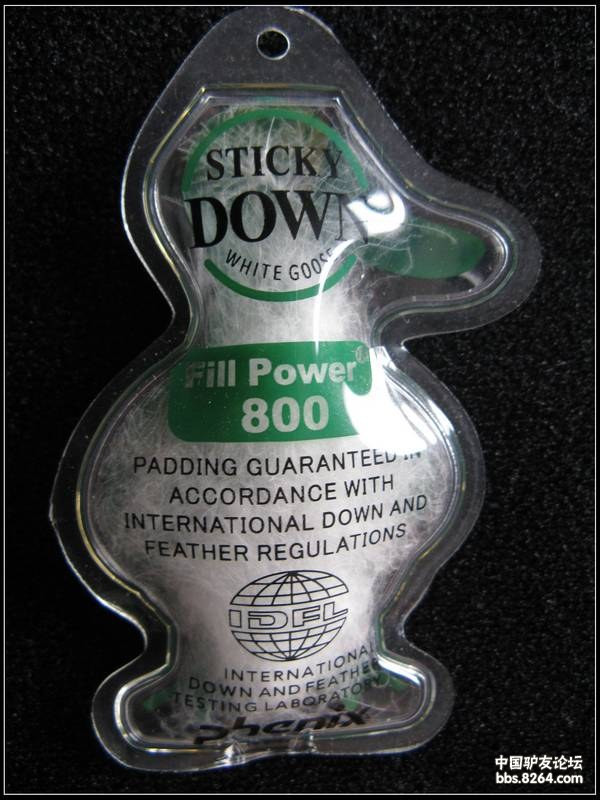 STICKY
DOWN
WHITE GOOSE
Fill Power®
800
PADDING GUARANTEED IN
ACCORDANCE WITH
INTERNATIONAL DOWN AND
FEATHER REGULATIONS
IDFL
INTERNATIONAL
DOWN AND FEATHER
TESTING LABORATORY
phenix
中国驴友论坛
bbs.8264.com